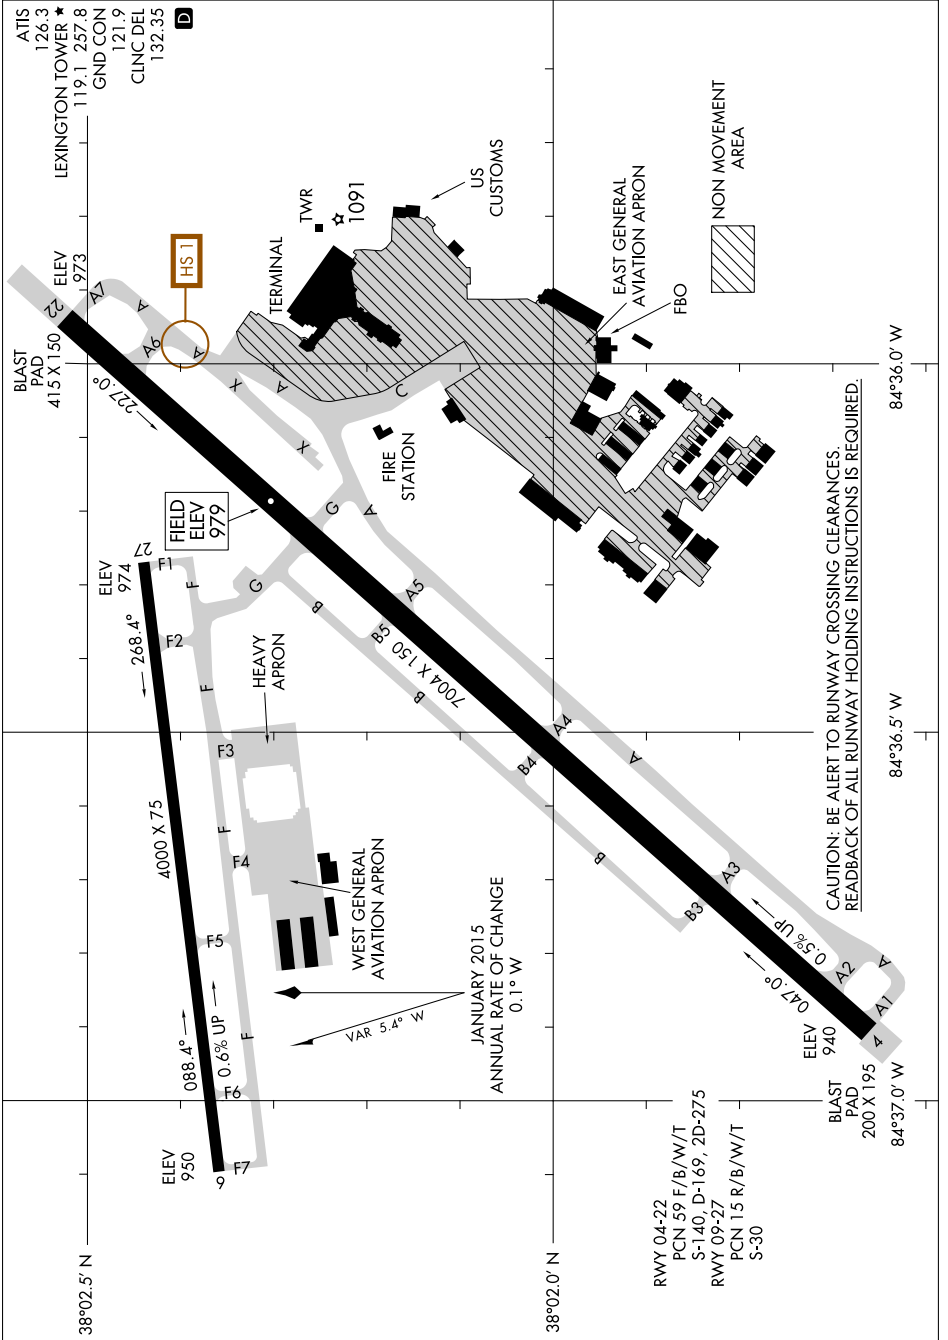 ATIS
126.3
LEXINGTON TOWER ★
119.1 257.8
GND CON
121.9
CLNC DEL
132.35
D
38°02.5' N
38°02.0' N
84°36.0' W
84°36.5' W
84°37.0' W
BLAST
PAD
415 X 150
22
ELEV
973
A7
A
A6
A
HS 1
227.0°
TERMINAL
TWR
1091
US
CUSTOMS
X
A
X
C
FIRE
STATION
EAST GENERAL
AVIATION APRON
FBO
NON MOVEMENT
AREA
FIELD
ELEV
979
G
A
G
ELEV
974
27
F1
F
F2
268.4°
F
HEAVY
APRON
F3
4000 X 75
F
F4
F5
WEST GENERAL
AVIATION APRON
088.4°
0.6% UP
F
F6
F7
ELEV
950
9
B
B5
A5
7004 X 150
B
A4
B4
A
B
A3
B3
0.5% UP
047.0°
A2
A
A1
4
ELEV
940
BLAST
PAD
200 X 195
VAR 5.4° W
JANUARY 2015
ANNUAL RATE OF CHANGE
0.1° W
CAUTION: BE ALERT TO RUNWAY CROSSING CLEARANCES.
READBACK OF ALL RUNWAY HOLDING INSTRUCTIONS IS REQUIRED.
RWY 04-22
PCN 59 F/B/W/T
S-140, D-169, 2D-275
RWY 09-27
PCN 15 R/B/W/T
S-30